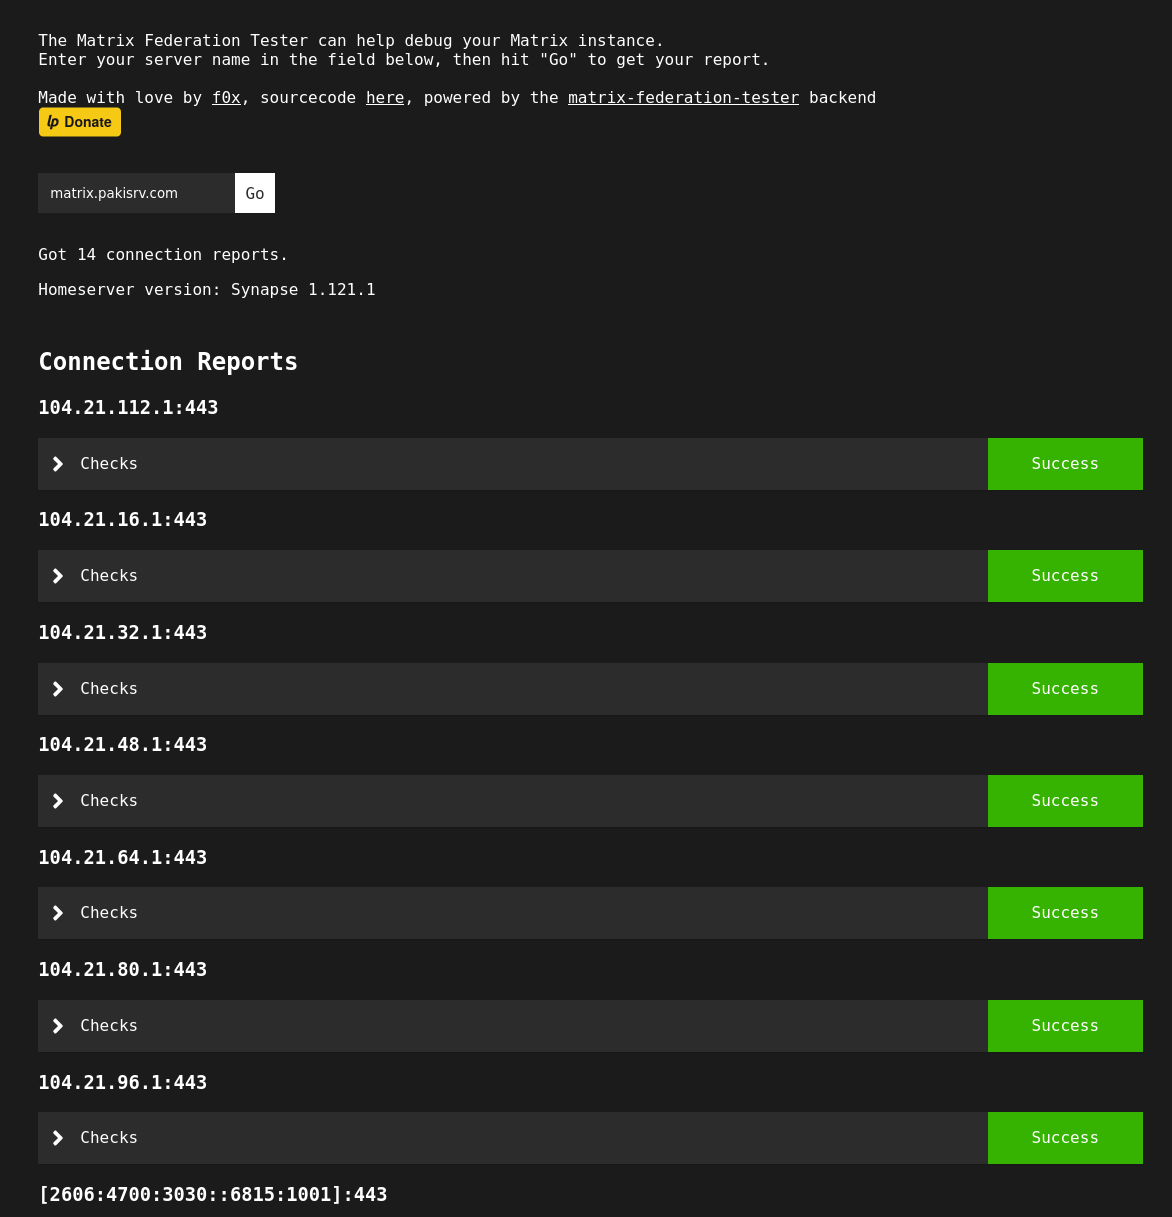 The Matrix Federation Tester can help debug your Matrix instance.
Enter your server name in the field below, then hit "Go" to get your report.
Made with love by f0x, sourcecode here, powered by the matrix-federation-tester backend
lp Donate
matrix.pakisrv.com Go
Got 14 connection reports.
Homeserver version: Synapse 1.121.1
Connection Reports
104.21.112.1:443
Checks Success
104.21.16.1:443
Checks Success
104.21.32.1:443
Checks Success
104.21.48.1:443
Checks Success
104.21.64.1:443
Checks Success
104.21.80.1:443
Checks Success
104.21.96.1:443
Checks Success
[2606:4700:3030::6815:1001]:443